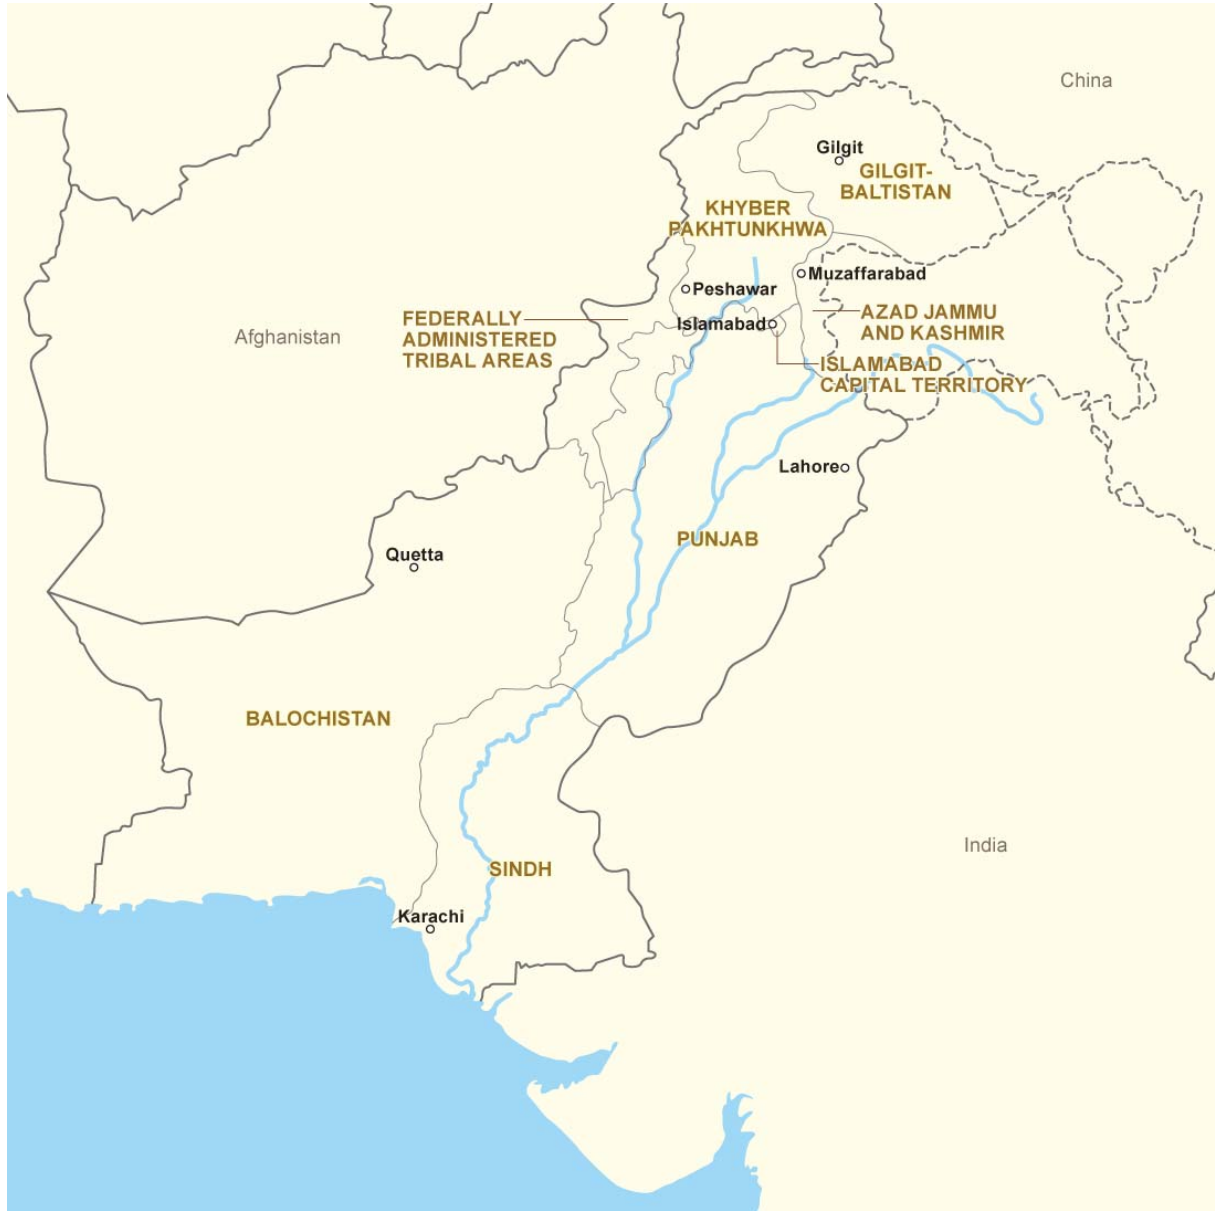 China
Gilgit
GILGIT-
BALTISTAN
KHYBER
PAKHTUNKHWA
Muzaffarabad
Peshawar
FEDERALLY
ADMINISTERED
TRIBAL AREAS
Islamabad
AZAD JAMMU
AND KASHMIR
Afghanistan
ISLAMABAD
CAPITAL TERRITORY
Lahore
PUNJAB
Quetta
BALOCHISTAN
India
SINDH
Karachi